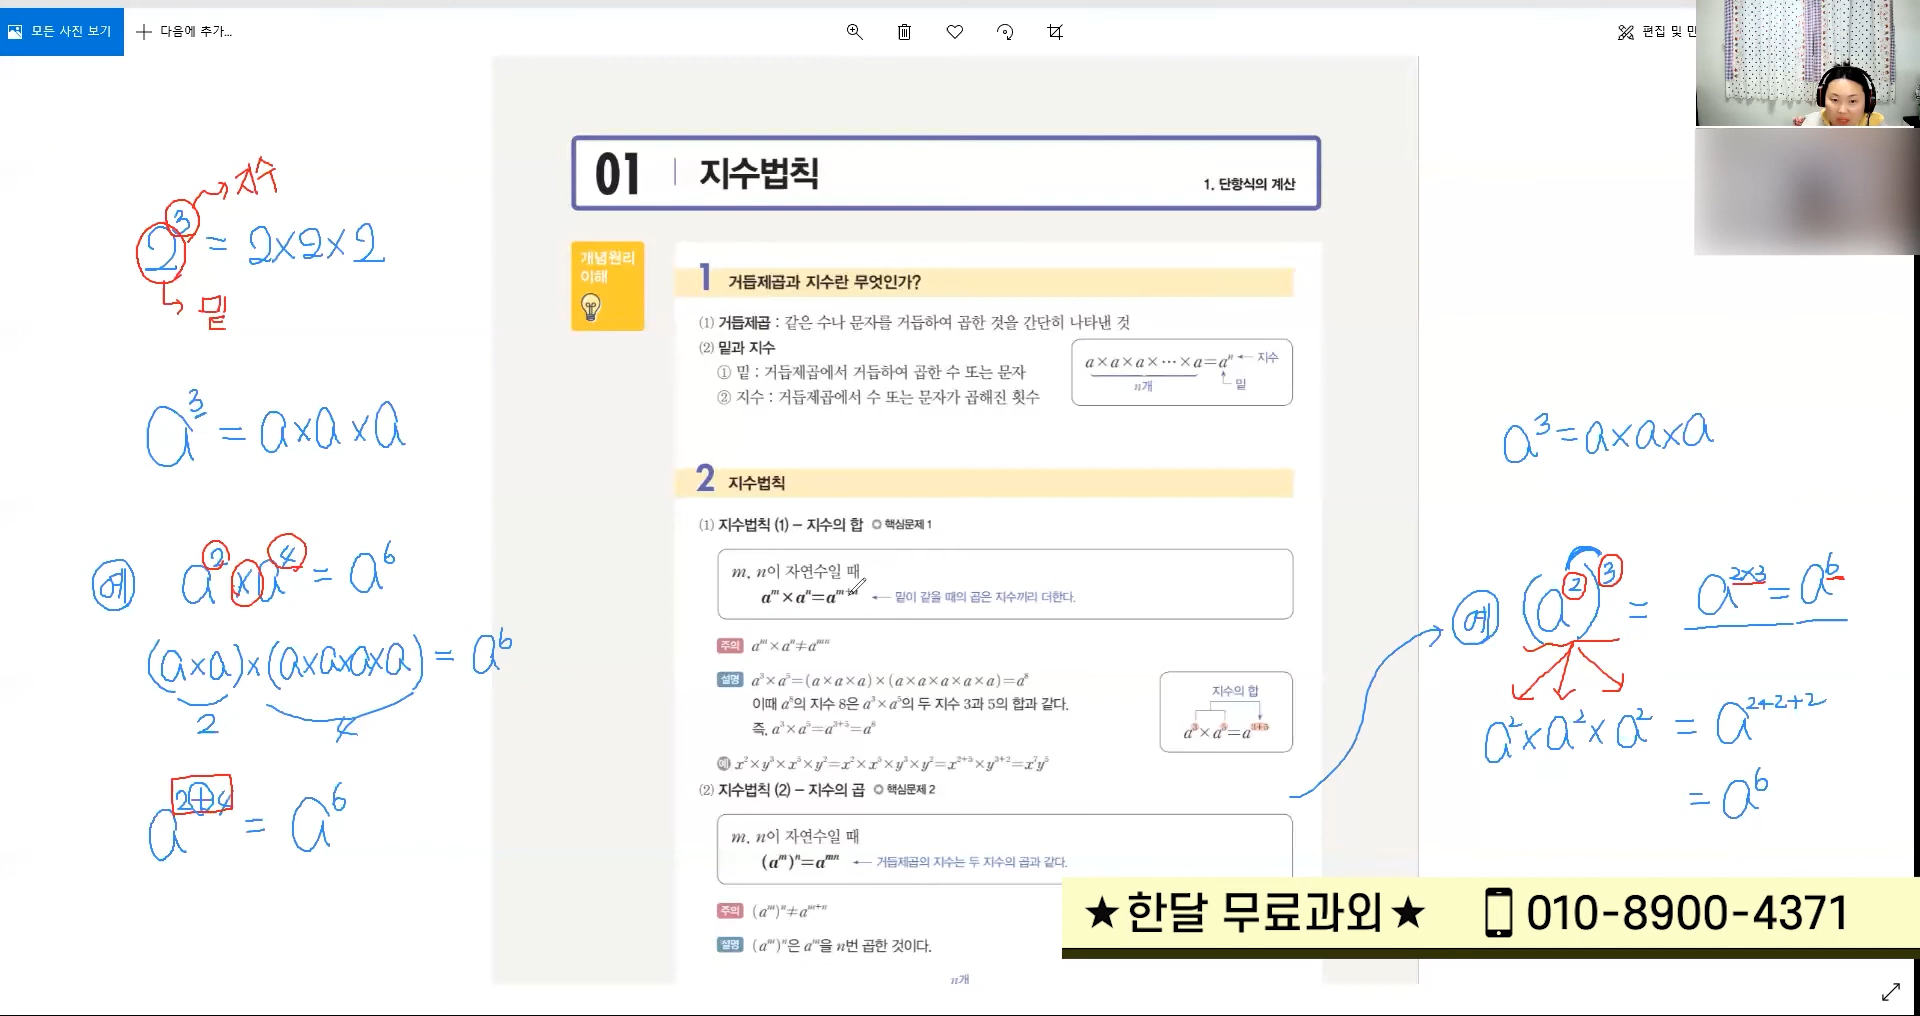 모든 사진 보기
다음에 추가...
편집 및 만
01 지수법칙
1. 단항식의 계산
개념원리
이해
1 거듭제곱과 지수란 무엇인가?
(1) 거듭제곱 : 같은 수나 문자를 거듭하여 곱한 것을 간단히 나타낸 것
(2) 밑과 지수
① 밑 : 거듭제곱에서 거듭하여 곱한 수 또는 문자
② 지수 : 거듭제곱에서 수 또는 문자가 곱해진 횟수
a×a×a×⋯×a=aⁿ ← 지수
n개
밑
2 지수법칙
(1) 지수법칙 (1) – 지수의 합 ◎ 핵심문제 1
m, n이 자연수일 때
aᵐ×aⁿ=aᵐ⁺ⁿ ← 밑이 같을 때의 곱은 지수끼리 더한다.
주의 aᵐ×aⁿ≠aᵐⁿ
설명 a³×a⁵=(a×a×a)×(a×a×a×a×a)=a⁸
이때 a⁸의 지수 8은 a³×a⁵의 두 지수 3과 5의 합과 같다.
즉, a³×a⁵=a³⁺⁵=a⁸
지수의 합
a³×a⁵=a³⁺⁵
예 x²×y³×x⁵×y²=x²×x⁵×y³×y²=x²⁺⁵×y³⁺²=x⁷y⁵
(2) 지수법칙 (2) – 지수의 곱 ◎ 핵심문제 2
m, n이 자연수일 때
(aᵐ)ⁿ=aᵐⁿ ← 거듭제곱의 지수는 두 지수의 곱과 같다.
주의 (aᵐ)ⁿ≠aᵐ⁺ⁿ
설명 (aᵐ)ⁿ은 aᵐ을 n번 곱한 것이다.
n개
지수
2³ = 2×2×2
밑
a³ = a×a×a
예 a²×a⁴ = a⁶
(a×a)×(a×a×a×a) = a⁶
2 4
a²⁺⁴ = a⁶
a³=a×a×a
예 (a²)³ = a²ˣ³=a⁶
a²×a²×a² = a²⁺²⁺²
= a⁶
★한달 무료과외★ 010-8900-4371